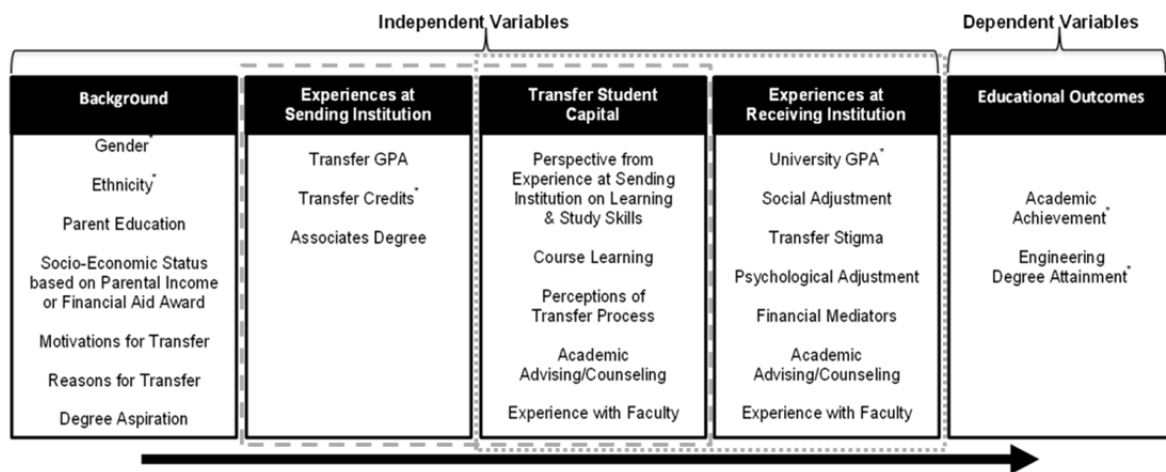 Independent Variables
Dependent Variables
Background
Gender*
Ethnicity*
Parent Education
Socio-Economic Status
based on Parental Income
or Financial Aid Award
Motivations for Transfer
Reasons for Transfer
Degree Aspiration
Experiences at
Sending Institution
Transfer GPA
Transfer Credits*
Associates Degree
Transfer Student
Capital
Perspective from
Experience at Sending
Institution on Learning
& Study Skills
Course Learning
Perceptions of
Transfer Process
Academic
Advising/Counseling
Experience with Faculty
Experiences at
Receiving Institution
University GPA*
Social Adjustment
Transfer Stigma
Psychological Adjustment
Financial Mediators
Academic
Advising/Counseling
Experience with Faculty
Educational Outcomes
Academic
Achievement*
Engineering
Degree Attainment*